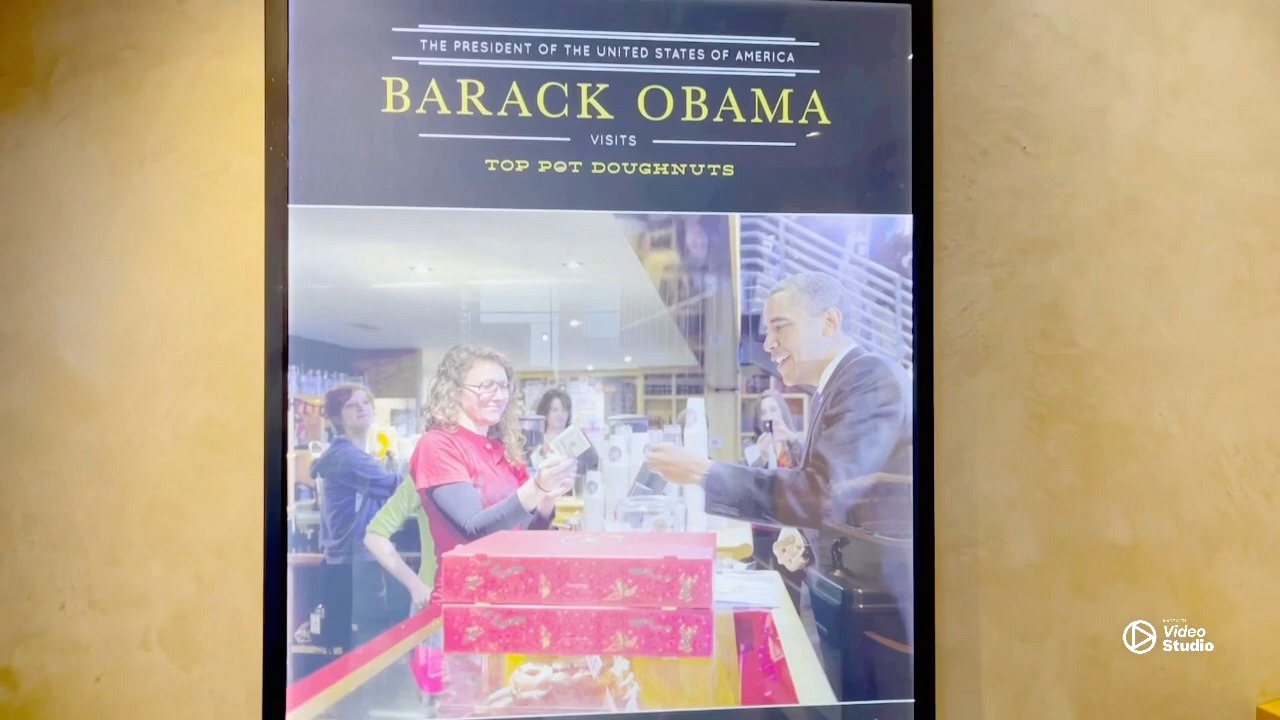 THE PRESIDENT OF THE UNITED STATES OF AMERICA
BARACK OBAMA
VISITS
TOP POT DOUGHNUTS
Video
Studio